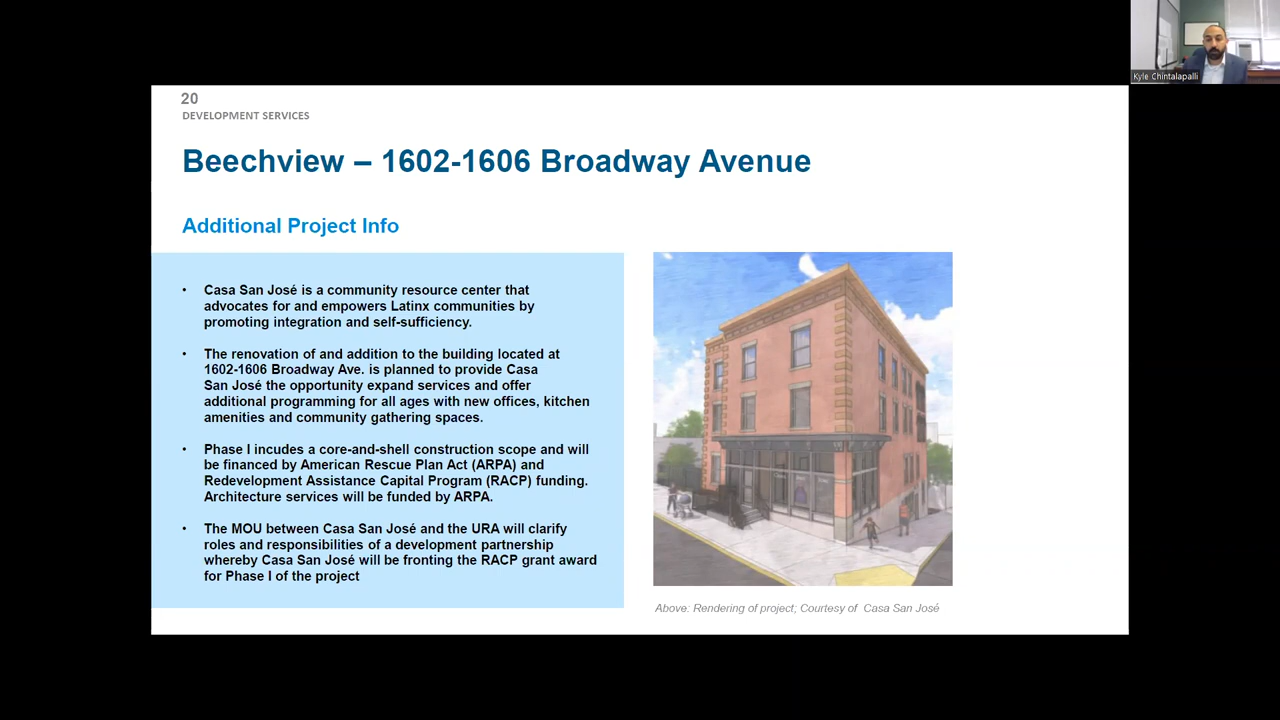 Kyle Chintalapalli
20
DEVELOPMENT SERVICES
Beechview – 1602-1606 Broadway Avenue
Additional Project Info
• Casa San José is a community resource center that
advocates for and empowers Latinx communities by
promoting integration and self-sufficiency.
• The renovation of and addition to the building located at
1602-1606 Broadway Ave. is planned to provide Casa
San José the opportunity expand services and offer
additional programming for all ages with new offices, kitchen
amenities and community gathering spaces.
• Phase I incudes a core-and-shell construction scope and will
be financed by American Rescue Plan Act (ARPA) and
Redevelopment Assistance Capital Program (RACP) funding.
Architecture services will be funded by ARPA.
• The MOU between Casa San José and the URA will clarify
roles and responsibilities of a development partnership
whereby Casa San José will be fronting the RACP grant award
for Phase I of the project
Above: Rendering of project; Courtesy of Casa San José